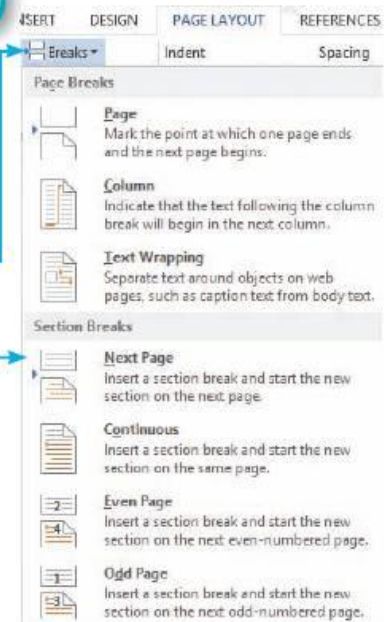 NSERT DESIGN PAGE LAYOUT REFERENCES
Breaks Indent Spacing
Page Breaks
Page
Mark the point at which one page ends
and the next page begins.
Column
Indicate that the text following the column
break will begin in the next column.
Text Wrapping
Separate text around objects on web
pages, such as caption text from body text.
Section Breaks
Next Page
Insert a section break and start the new
section on the next page.
Continuous
Insert a section break and start the new
section on the same page.
2
4
Even Page
Insert a section break and start the new
section on the next even-numbered page.
1
3
Odd Page
Insert a section break and start the new
section on the next odd-numbered page.